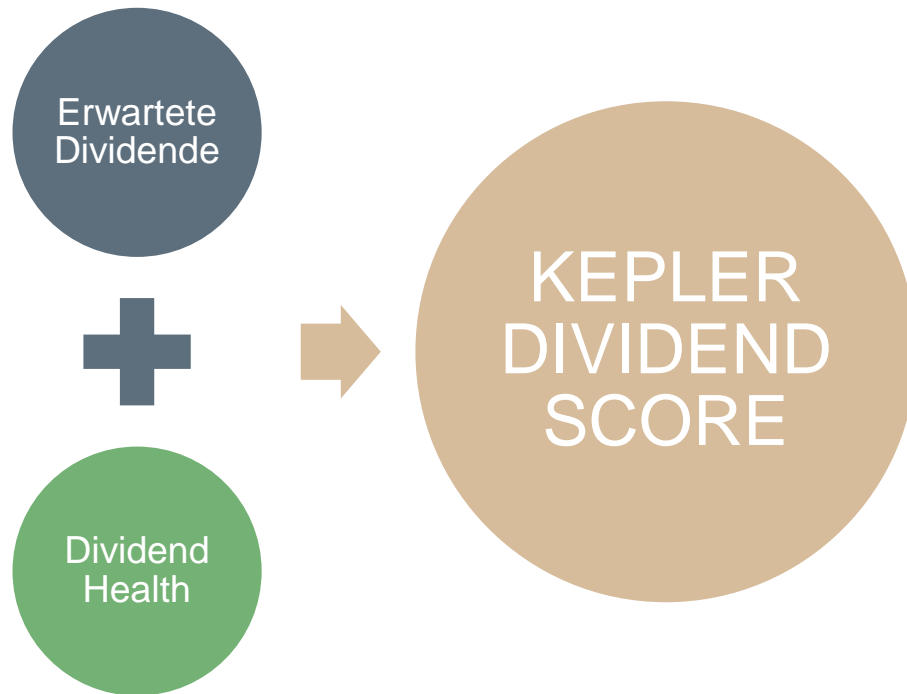 Erwartete
Dividende
Dividend
Health
KEPLER
DIVIDEND
SCORE